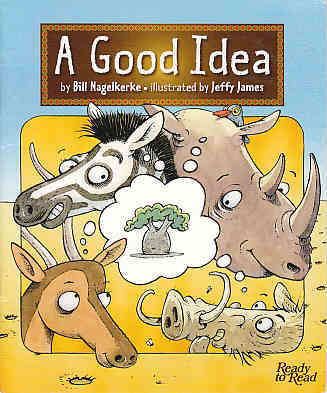 A Good Idea
by Bill Nagelkerke • illustrated by Jeffy James
Ready
to Read